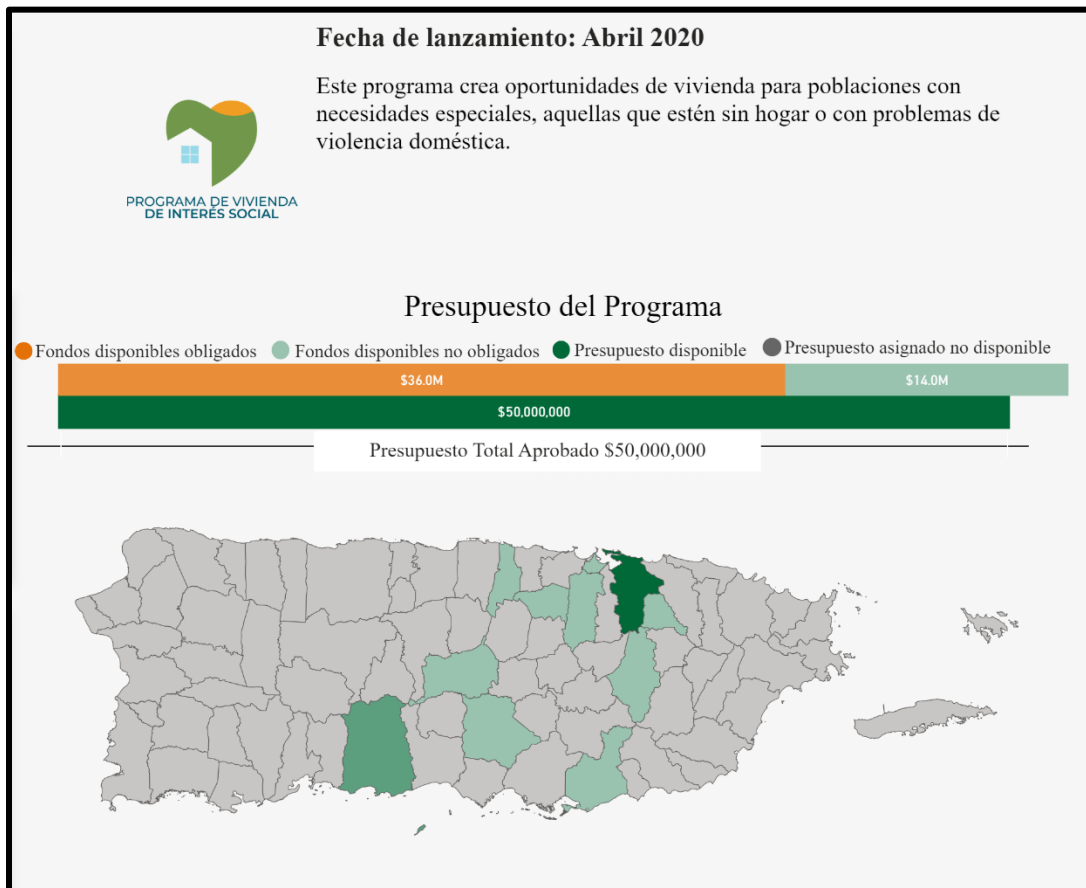 Fecha de lanzamiento: Abril 2020
Este programa crea oportunidades de vivienda para poblaciones con
necesidades especiales, aquellas que estén sin hogar o con problemas de
violencia doméstica.
PROGRAMA DE VIVIENDA
DE INTERÉS SOCIAL
Presupuesto del Programa
Fondos disponibles obligados Fondos disponibles no obligados Presupuesto disponible Presupuesto asignado no disponible
$36.0M $14.0M
$50,000,000
Presupuesto Total Aprobado $50,000,000